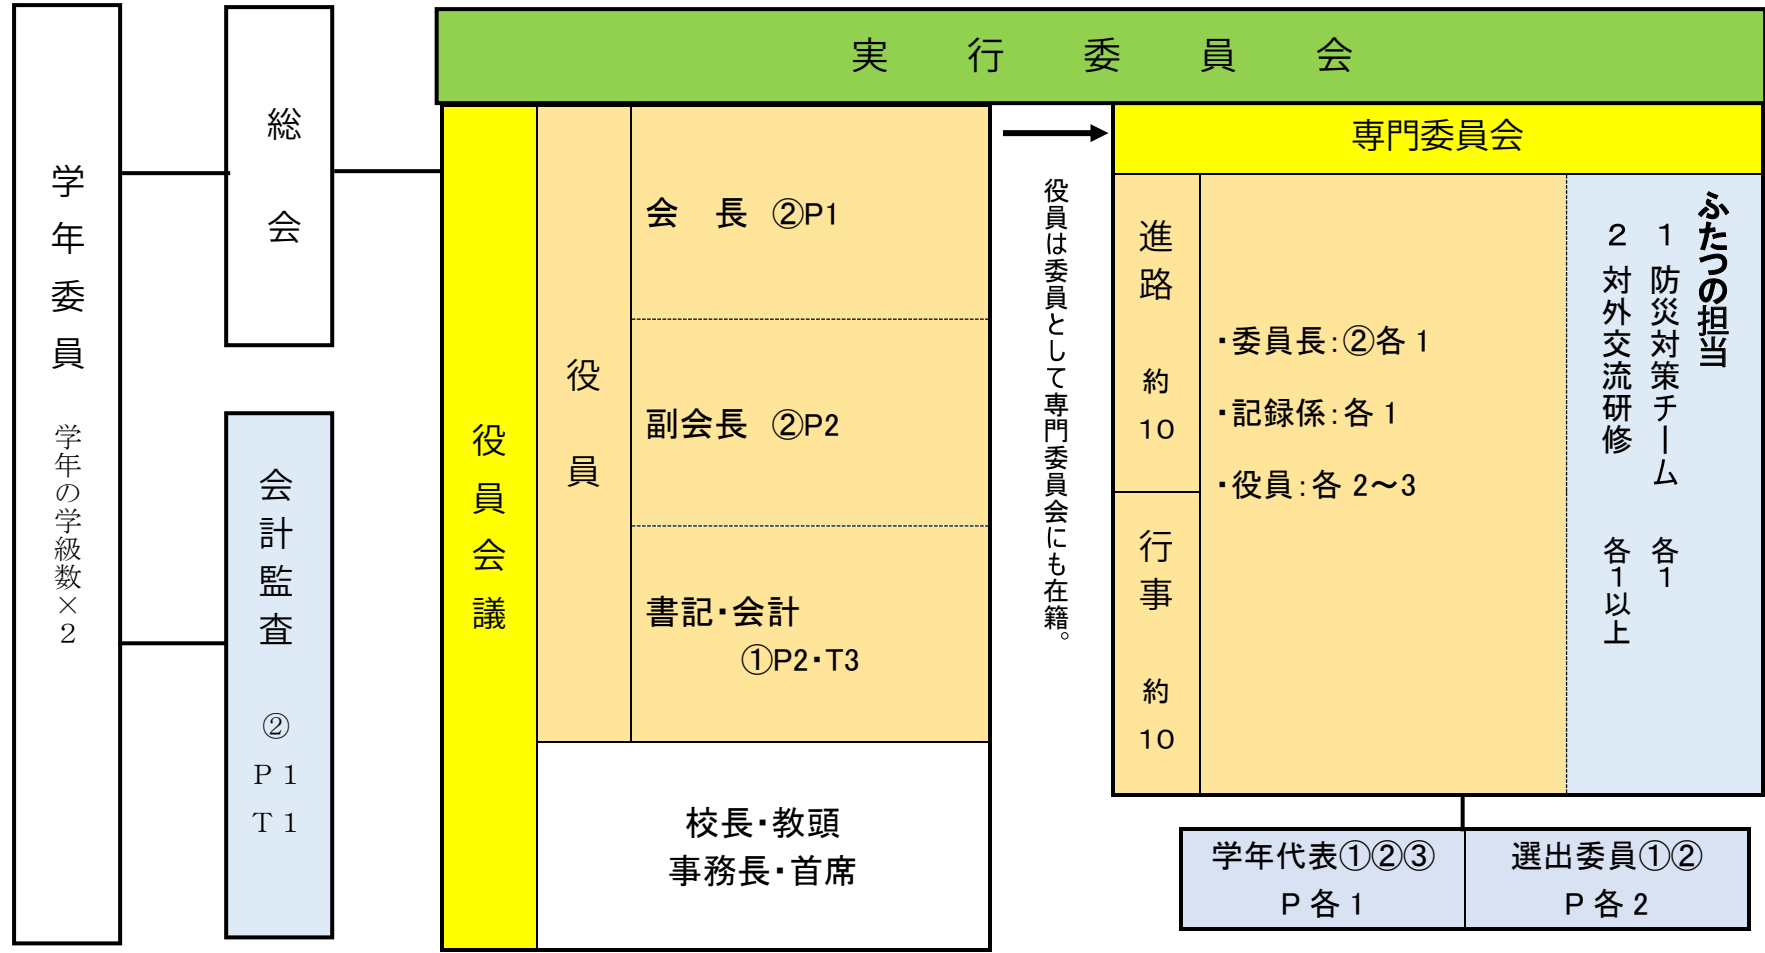 学年委員 学年の学級数×２
総会
会計監査 ② Ｐ１ Ｔ１
実行委員会
役員会議
役員
会　長　②P1
副会長　②P2
書記・会計
①P2・T3
校長・教頭
事務長・首席
役員は委員として専門委員会にも在籍。
専門委員会
進路 約10
行事 約10
・委員長：②各 1
・記録係：各 1
・役員：各 2～3
ふたつの担当
１ 防災対策チーム 各１
２ 対外交流研修 各１以上
学年代表①②③
P 各 1
選出委員①②
P 各 2